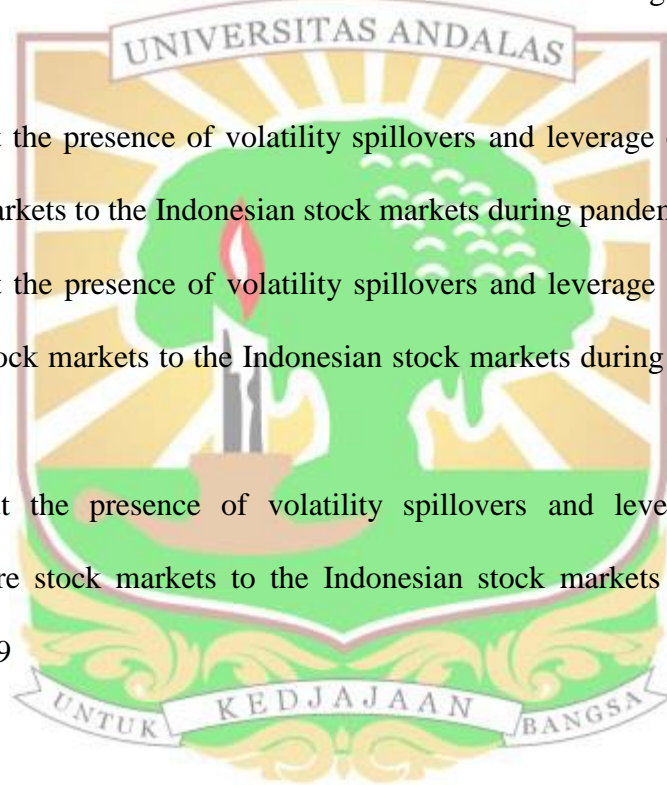 UNIVERSITAS ANDALAS
t the presence of volatility spillovers and leverage
arkets to the Indonesian stock markets during pandem
t the presence of volatility spillovers and leverage
ock markets to the Indonesian stock markets during
t the presence of volatility spillovers and leve
re stock markets to the Indonesian stock markets
9
UNTUK KEDJAJAAN BANGSA